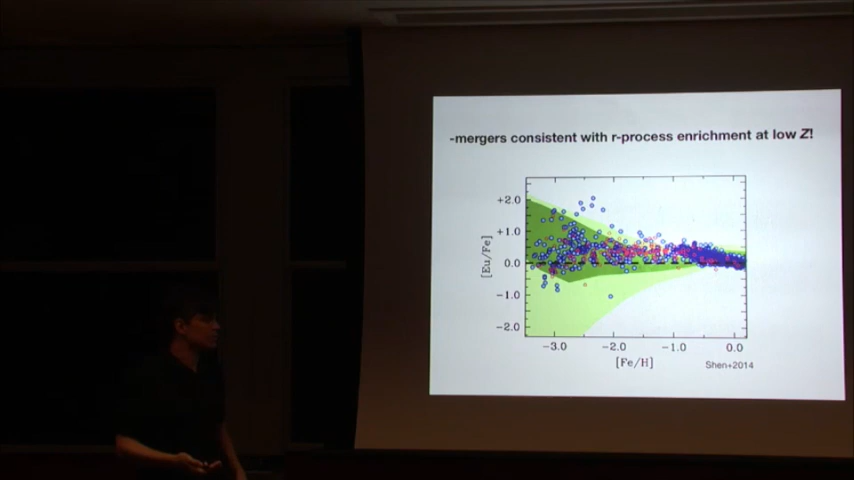 -mergers consistent with r-process enrichment at low Z!
+2.0
+1.0
0.0
-1.0
-2.0
[Eu/Fe]
-3.0 -2.0 -1.0 0.0
[Fe/H]
Shen+2014